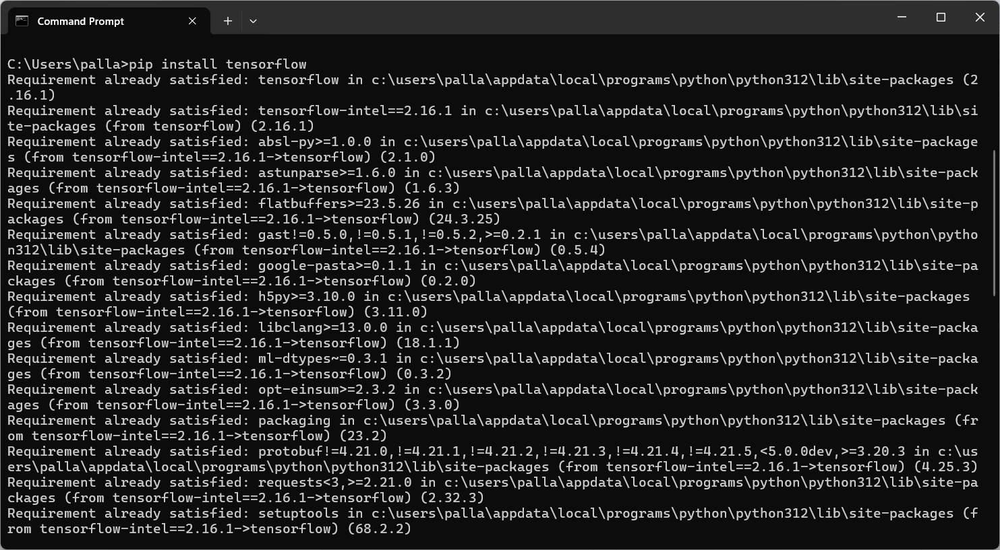 Command Prompt
C:\Users\palla>pip install tensorflow
Requirement already satisfied: tensorflow in c:\users\palla\appdata\local\programs\python\python312\lib\site-packages (2
.16.1)
Requirement already satisfied: tensorflow-intel==2.16.1 in c:\users\palla\appdata\local\programs\python\python312\lib\si
te-packages (from tensorflow) (2.16.1)
Requirement already satisfied: absl-py>=1.0.0 in c:\users\palla\appdata\local\programs\python\python312\lib\site-package
s (from tensorflow-intel==2.16.1->tensorflow) (2.1.0)
Requirement already satisfied: astunparse>=1.6.0 in c:\users\palla\appdata\local\programs\python\python312\lib\site-pack
ages (from tensorflow-intel==2.16.1->tensorflow) (1.6.3)
Requirement already satisfied: flatbuffers>=23.5.26 in c:\users\palla\appdata\local\programs\python\python312\lib\site-p
ackages (from tensorflow-intel==2.16.1->tensorflow) (24.3.25)
Requirement already satisfied: gast!=0.5.0,!=0.5.1,!=0.5.2,>=0.2.1 in c:\users\palla\appdata\local\programs\python\pytho
n312\lib\site-packages (from tensorflow-intel==2.16.1->tensorflow) (0.5.4)
Requirement already satisfied: google-pasta>=0.1.1 in c:\users\palla\appdata\local\programs\python\python312\lib\site-pa
ckages (from tensorflow-intel==2.16.1->tensorflow) (0.2.0)
Requirement already satisfied: h5py>=3.10.0 in c:\users\palla\appdata\local\programs\python\python312\lib\site-packages
(from tensorflow-intel==2.16.1->tensorflow) (3.11.0)
Requirement already satisfied: libclang>=13.0.0 in c:\users\palla\appdata\local\programs\python\python312\lib\site-packa
ges (from tensorflow-intel==2.16.1->tensorflow) (18.1.1)
Requirement already satisfied: ml-dtypes~=0.3.1 in c:\users\palla\appdata\local\programs\python\python312\lib\site-packa
ges (from tensorflow-intel==2.16.1->tensorflow) (0.3.2)
Requirement already satisfied: opt-einsum>=2.3.2 in c:\users\palla\appdata\local\programs\python\python312\lib\site-pack
ages (from tensorflow-intel==2.16.1->tensorflow) (3.3.0)
Requirement already satisfied: packaging in c:\users\palla\appdata\local\programs\python\python312\lib\site-packages (fr
om tensorflow-intel==2.16.1->tensorflow) (23.2)
Requirement already satisfied: protobuf!=4.21.0,!=4.21.1,!=4.21.2,!=4.21.3,!=4.21.4,!=4.21.5,<5.0.0dev,>=3.20.3 in c:\us
ers\palla\appdata\local\programs\python\python312\lib\site-packages (from tensorflow-intel==2.16.1->tensorflow) (4.25.3)
Requirement already satisfied: requests<3,>=2.21.0 in c:\users\palla\appdata\local\programs\python\python312\lib\site-pa
ckages (from tensorflow-intel==2.16.1->tensorflow) (2.32.3)
Requirement already satisfied: setuptools in c:\users\palla\appdata\local\programs\python\python312\lib\site-packages (f
rom tensorflow-intel==2.16.1->tensorflow) (68.2.2)